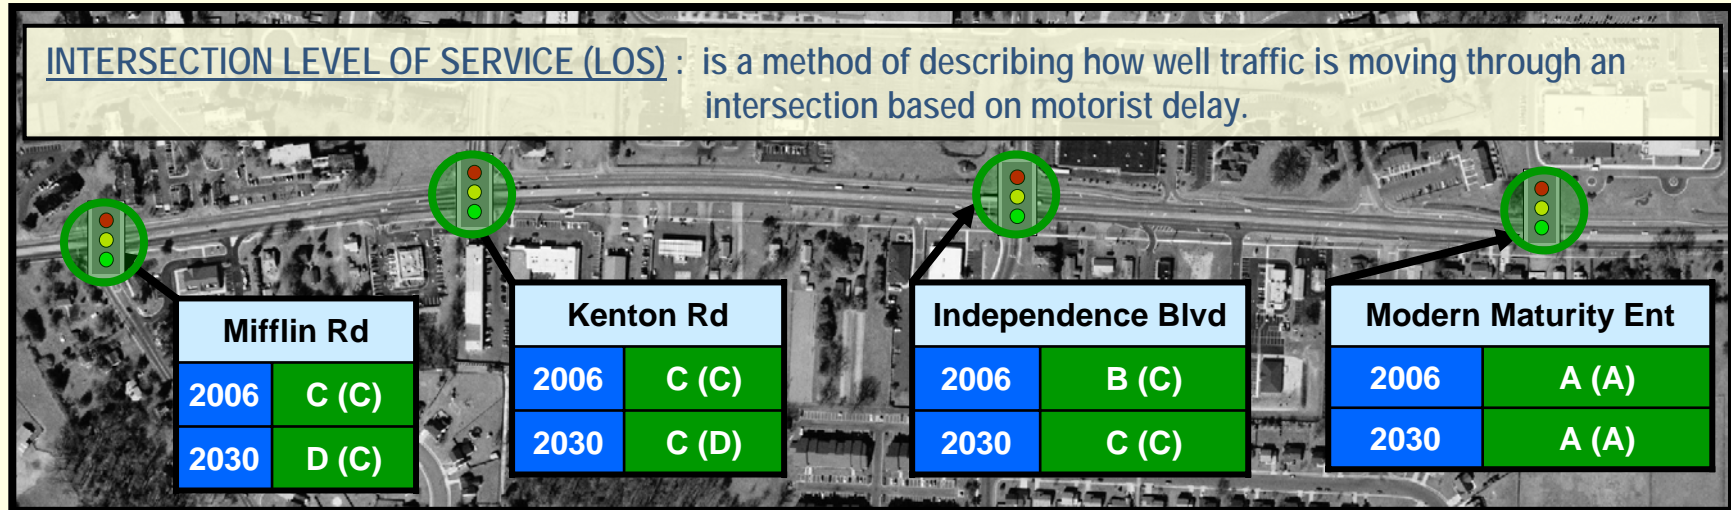 INTERSECTION LEVEL OF SERVICE (LOS) : is a method of describing how well traffic is moving through an
intersection based on motorist delay.
Mifflin Rd
2006 C (C)
2030 D (C)
Kenton Rd
2006 C (C)
2030 C (D)
Independence Blvd
2006 B (C)
2030 C (C)
Modern Maturity Ent
2006 A (A)
2030 A (A)